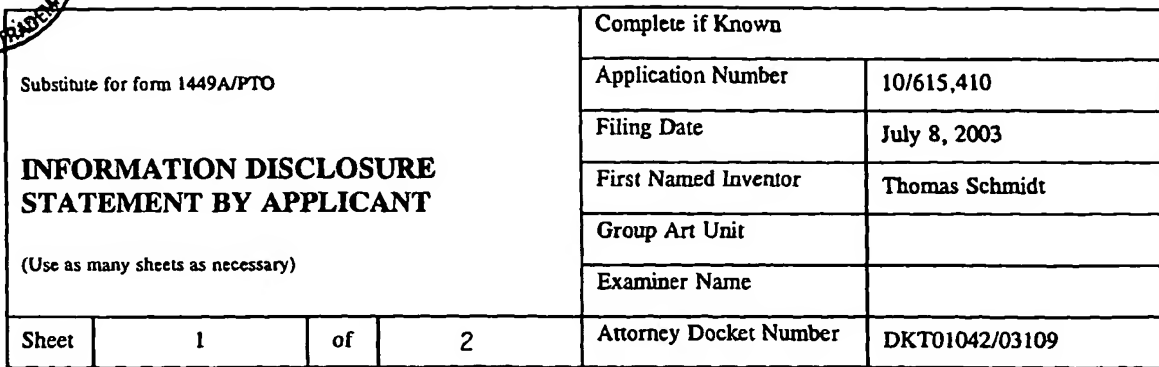 Complete if Known
Substitute for form 1449A/PTO
Application Number 10/615,410
Filing Date July 8, 2003
INFORMATION DISCLOSURE
STATEMENT BY APPLICANT
First Named Inventor Thomas Schmidt
Group Art Unit
(Use as many sheets as necessary)
Examiner Name
Sheet 1 of 2 Attorney Docket Number DKT01042/03109